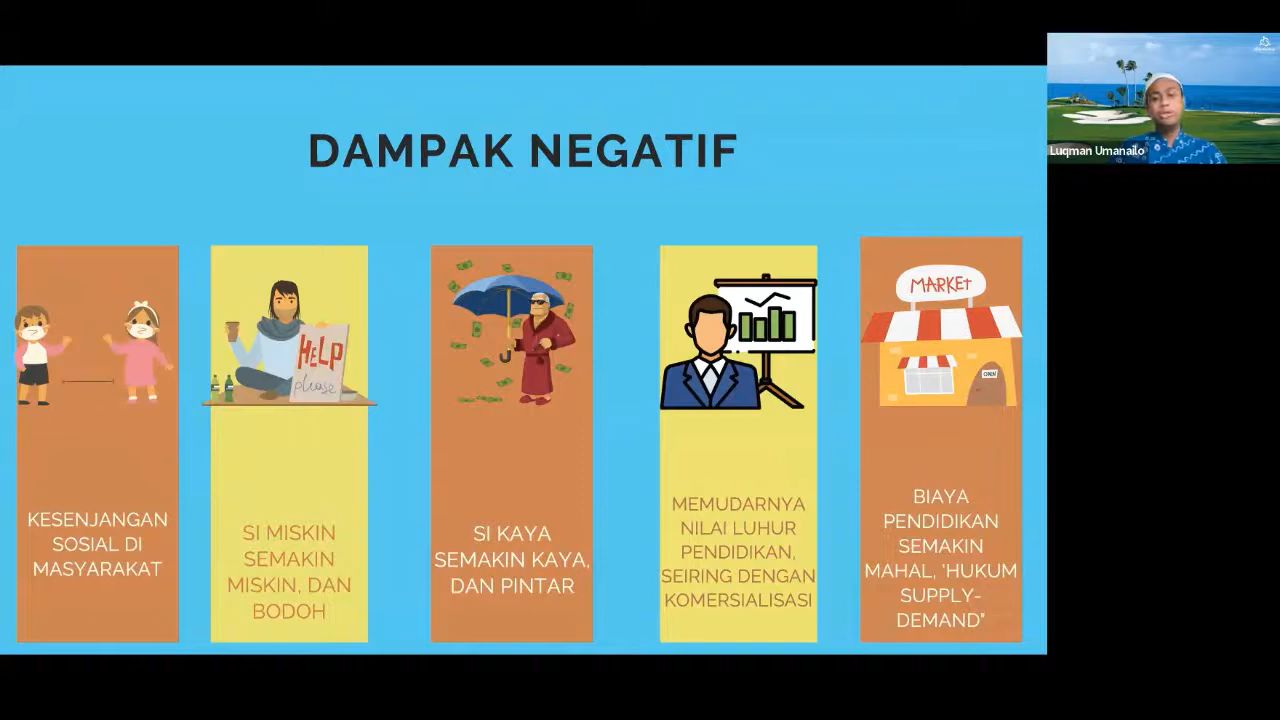 DAMPAK NEGATIF
Luqman Umanailo
HELP
please
MARKET
OPEN
KESENJANGAN
SOSIAL DI
MASYARAKAT
SI MISKIN
SEMAKIN
MISKIN, DAN
BODOH
SI KAYA
SEMAKIN KAYA,
DAN PINTAR
MEMUDARNYA
NILAI LUHUR
PENDIDIKAN,
SEIRING DENGAN
KOMERSIALISASI
BIAYA
PENDIDIKAN
SEMAKIN
MAHAL, 'HUKUM
SUPPLY-
DEMAND"